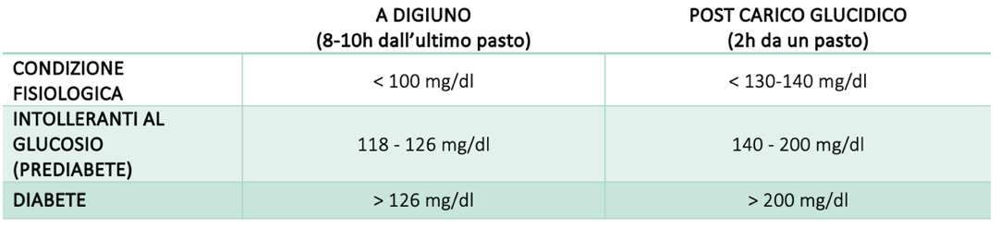 A DIGIUNO
(8-10h dall'ultimo pasto)
POST CARICO GLUCIDICO
(2h da un pasto)
CONDIZIONE
FISIOLOGICA
< 100 mg/dl
< 130-140 mg/dl
INTOLLERANTI AL
GLUCOSIO
(PREDIABETE)
118 - 126 mg/dl
140 - 200 mg/dl
DIABETE
> 126 mg/dl
> 200 mg/dl